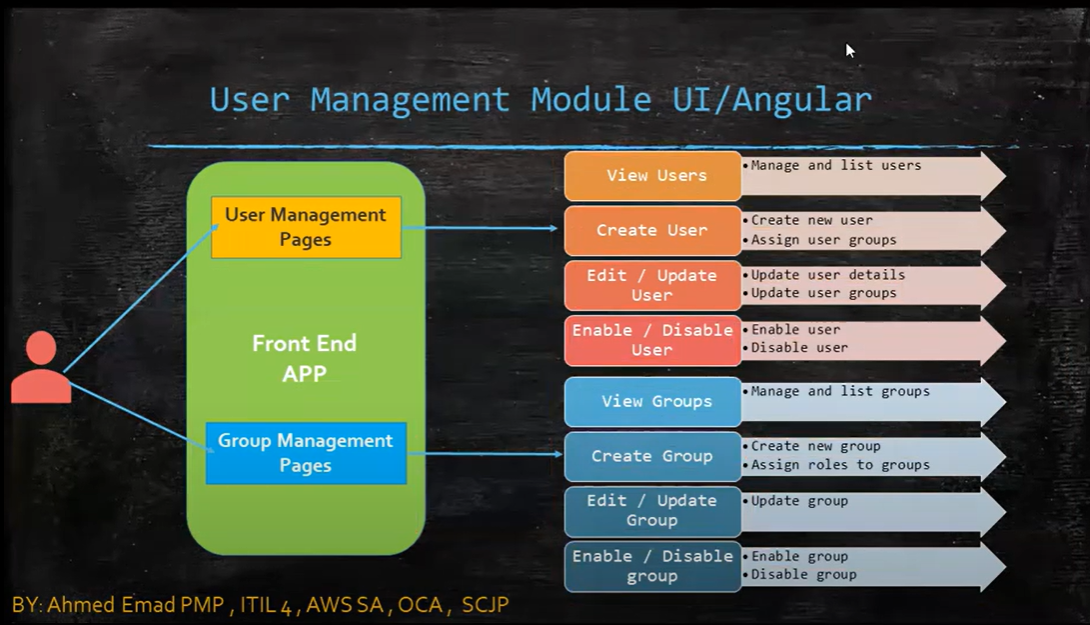 User Management Module UI/Angular
User Management
Pages
Front End
APP
Group Management
Pages
View Users
•Manage and list users
Create User
•Create new user
•Assign user groups
Edit / Update
User
•Update user details
•Update user groups
Enable / Disable
User
•Enable user
•Disable user
View Groups
•Manage and list groups
Create Group
•Create new group
•Assign roles to groups
Edit / Update
Group
•Update group
Enable / Disable
group
•Enable group
•Disable group
BY: Ahmed Emad PMP , ITIL 4 , AWS SA , OCA , SCJP